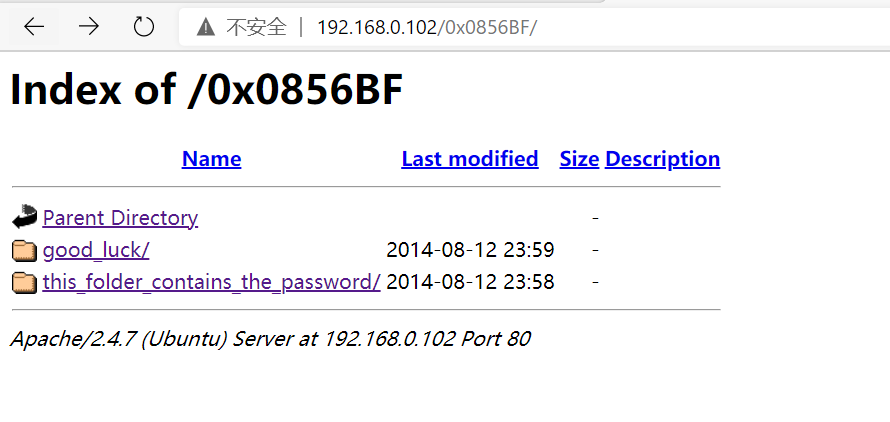 不安全 | 192.168.0.102/0x0856BF/
Index of /0x0856BF
Name Last modified Size Description
Parent Directory -
good_luck/ 2014-08-12 23:59 -
this_folder_contains_the_password/ 2014-08-12 23:58 -
Apache/2.4.7 (Ubuntu) Server at 192.168.0.102 Port 80